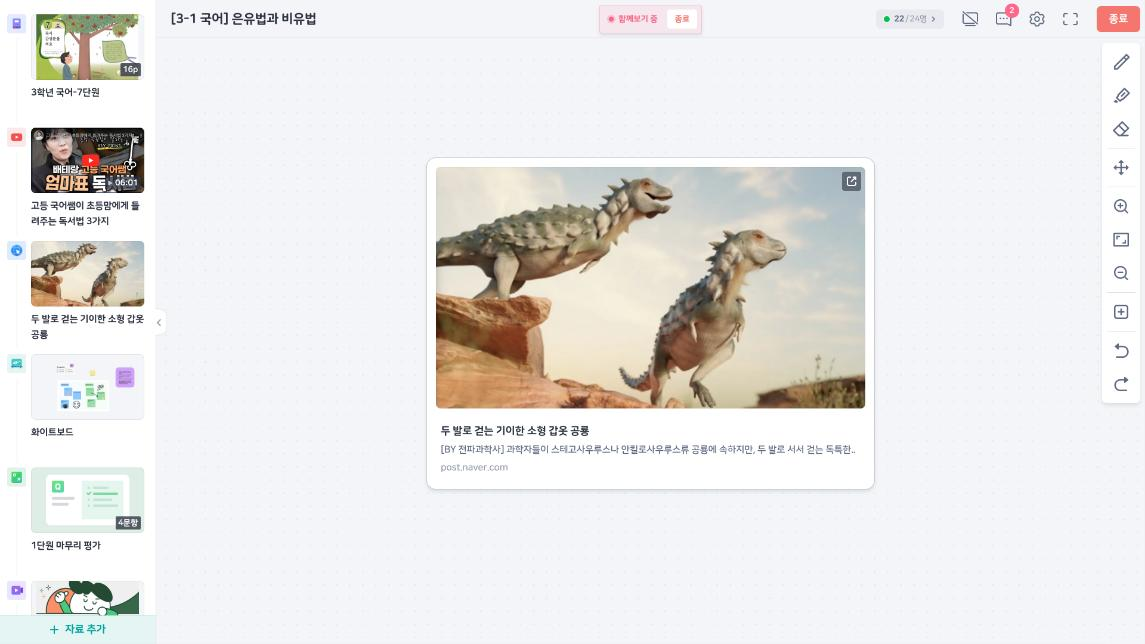 [3-1 국어] 은유법과 비유법
함께보기 중
종료
22/24명
2
종료
16p
3학년 국어-7단원
배테랑 고등 국어쌤
엄마표 독
06:01
고등 국어쌤이 초등맘에게 들
려주는 독서법 3가지
두 발로 걷는 기이한 소형 갑옷
공룡
화이트보드
Q
4문항
1단원 마무리 평가
자료 추가
두 발로 걷는 기이한 소형 갑옷 공룡
[BY 전파과학사] 과학자들이 스테고사우루스나 안킬로사우루스류 공룡에 속하지만, 두 발로 서서 걷는 독특한..
post.naver.com